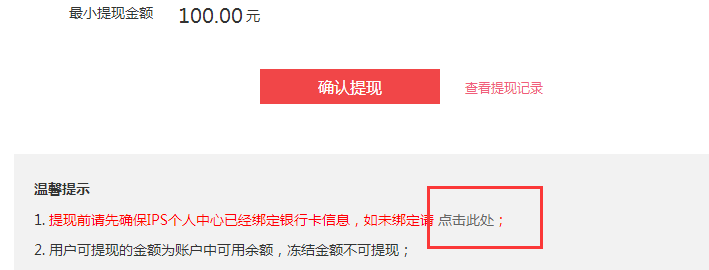 最小提现金额 100.00 元
确认提现 查看提现记录
温馨提示
1. 提现前请先确保IPS个人中心已经绑定银行卡信息，如未绑定请 点击此处；
2. 用户可提现的金额为账户中可用余额，冻结金额不可提现；